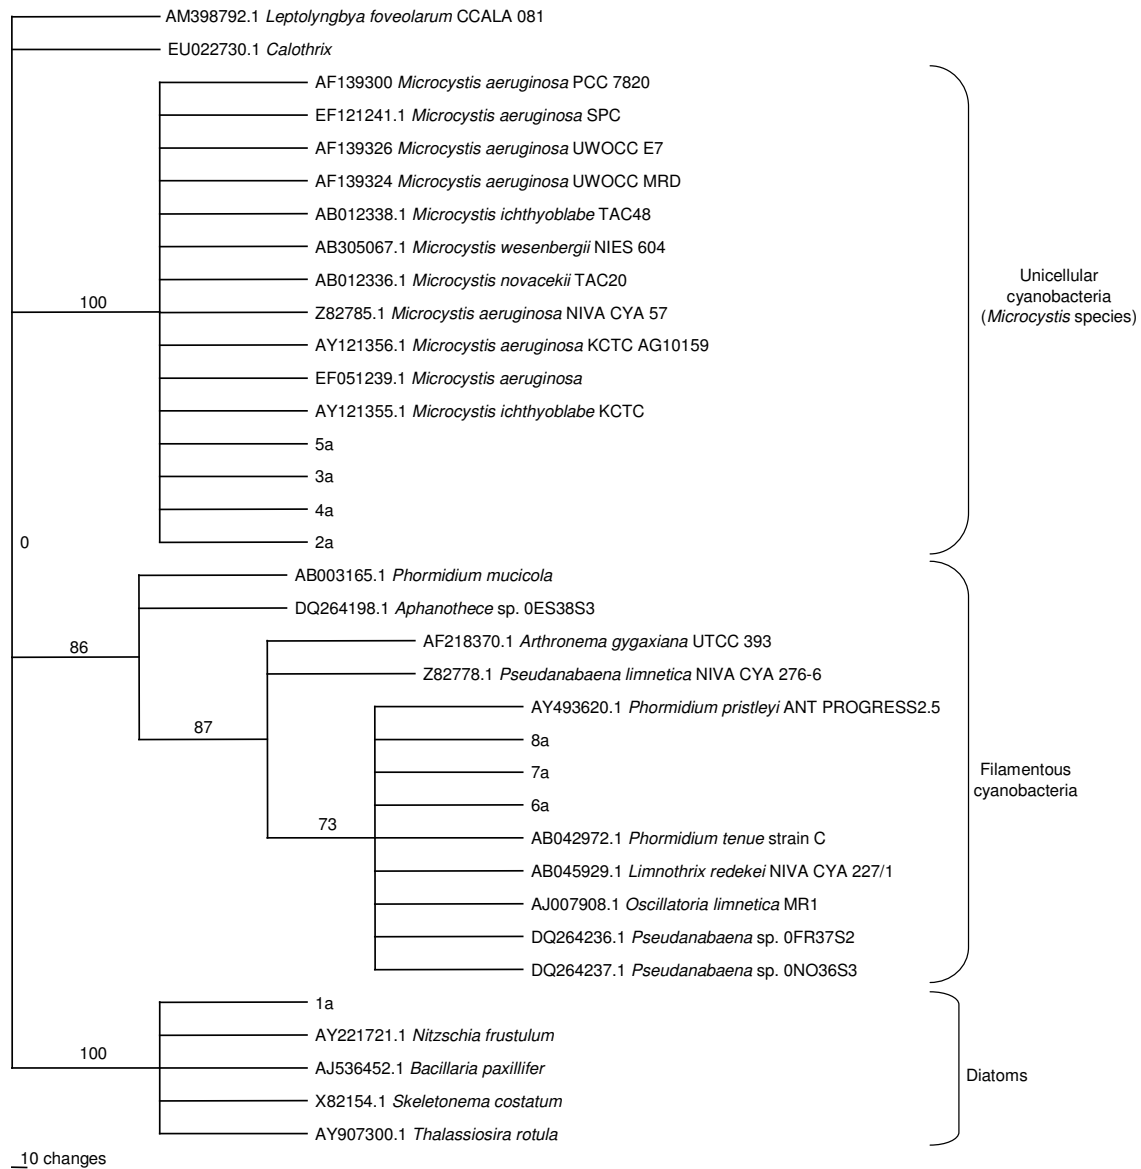 AM398792.1 Leptolyngbya foveolarum CCALA 081
EU022730.1 Calothrix
AF139300 Microcystis aeruginosa PCC 7820
EF121241.1 Microcystis aeruginosa SPC
AF139326 Microcystis aeruginosa UWOCC E7
AF139324 Microcystis aeruginosa UWOCC MRD
AB012338.1 Microcystis ichthyoblabe TAC48
AB305067.1 Microcystis wesenbergii NIES 604
AB012336.1 Microcystis novacekii TAC20
100
Z82785.1 Microcystis aeruginosa NIVA CYA 57
AY121356.1 Microcystis aeruginosa KCTC AG10159
EF051239.1 Microcystis aeruginosa
AY121355.1 Microcystis ichthyoblabe KCTC
5a
3a
4a
2a
Unicellular
cyanobacteria
(Microcystis species)
0
AB003165.1 Phormidium mucicola
DQ264198.1 Aphanothece sp. 0ES38S3
86
AF218370.1 Arthronema gygaxiana UTCC 393
Z82778.1 Pseudanabaena limnetica NIVA CYA 276-6
87
AY493620.1 Phormidium pristleyi ANT PROGRESS2.5
8a
7a
6a
73
AB042972.1 Phormidium tenue strain C
AB045929.1 Limnothrix redekei NIVA CYA 227/1
AJ007908.1 Oscillatoria limnetica MR1
DQ264236.1 Pseudanabaena sp. 0FR37S2
DQ264237.1 Pseudanabaena sp. 0NO36S3
Filamentous
cyanobacteria
1a
AY221721.1 Nitzschia frustulum
100
AJ536452.1 Bacillaria paxillifer
X82154.1 Skeletonema costatum
AY907300.1 Thalassiosira rotula
Diatoms
10 changes